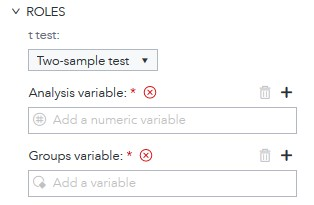 ROLES
t test:
Two-sample test
Analysis variable: *
Add a numeric variable
Groups variable: *
Add a variable